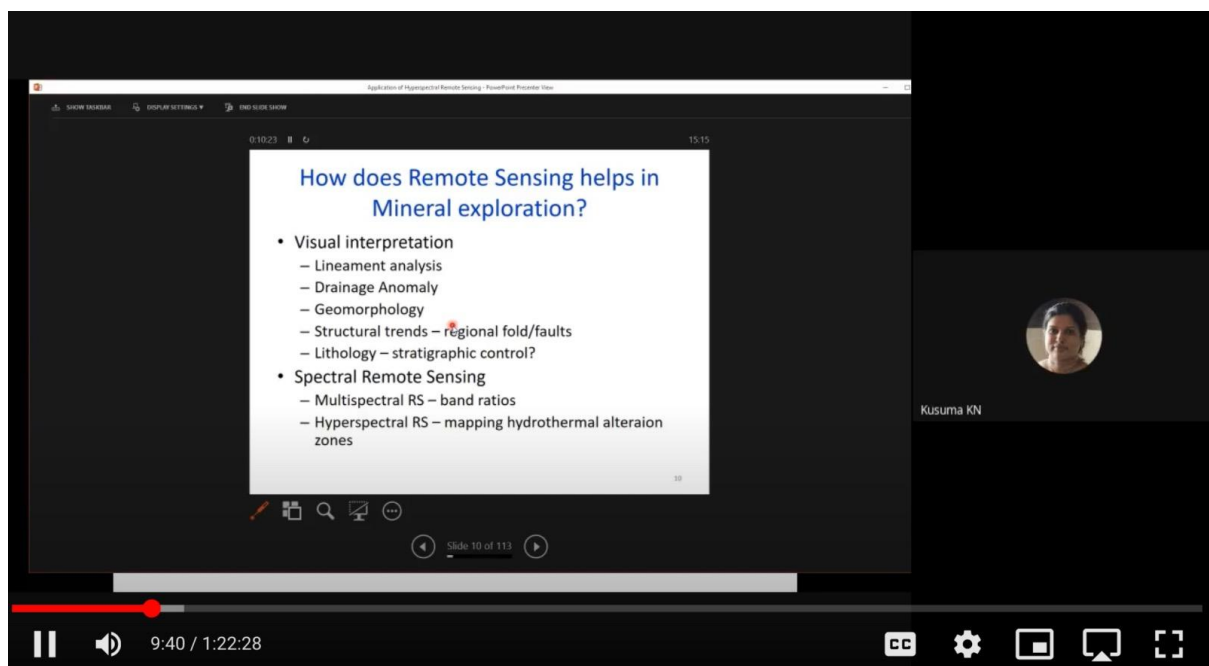 Application of Hyperspectral Remote Sensing - PowerPoint Presenter View
SHOW TASKBAR DISPLAY SETTINGS ▾ END SLIDE SHOW
0:10:23 15:15
How does Remote Sensing helps in
Mineral exploration?
• Visual interpretation
– Lineament analysis
– Drainage Anomaly
– Geomorphology
– Structural trends – regional fold/faults
– Lithology – stratigraphic control?
• Spectral Remote Sensing
– Multispectral RS – band ratios
– Hyperspectral RS – mapping hydrothermal alteraion
zones
10
Slide 10 of 113
Kusuma KN
9:40 / 1:22:28
CC